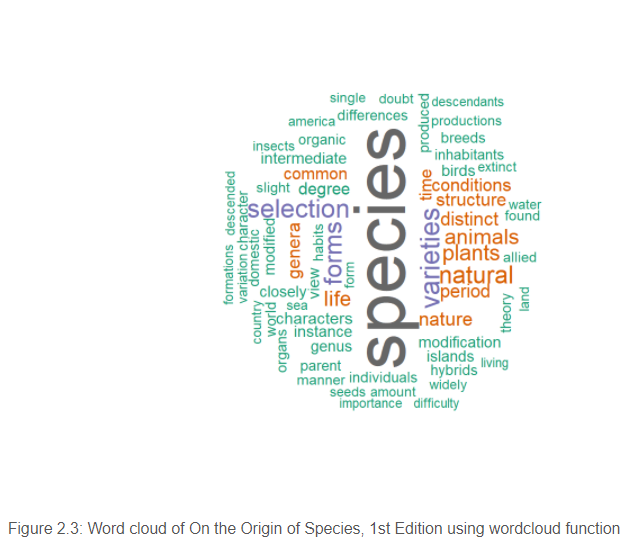 single doubt produced descendants
america differences productions
insects organic breeds
intermediate inhabitants
common birds extinct
slight degree time conditions
descended character structure water
selection species varieties distinct found
formations variation domestic modified genera habits forms animals
plants allied
view form natural
closely life period
country world sea theory land
characters nature
organs instance
genus modification
parent islands living
manner individuals hybrids
seeds amount widely
importance difficulty
Figure 2.3: Word cloud of On the Origin of Species, 1st Edition using wordcloud function